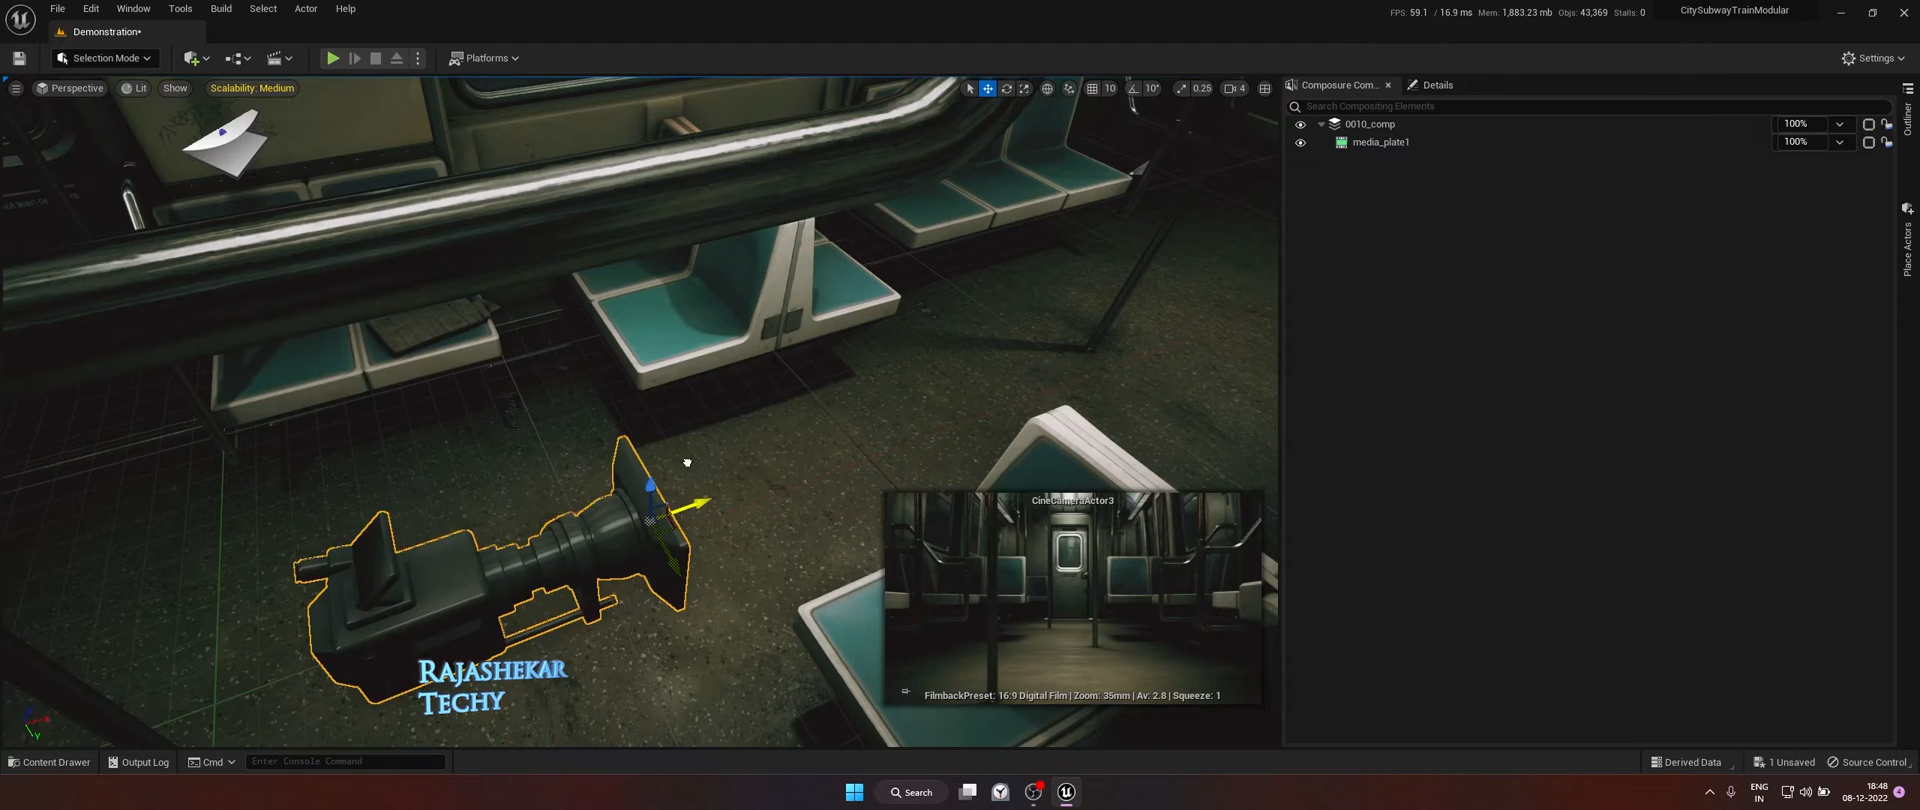 File Edit Window Tools Build Select Actor Help
FPS: 59.1 / 16.9 ms Mem: 1,883.23 mb Objs: 43,369 Stalls: 0
CitySubwayTrainModular
Demonstration*
Selection Mode
Platforms
Settings
Perspective Lit Show Scalability: Medium
10 10° 0.25 4
Composure Com... Details
Search Compositing Elements
0010_comp 100%
media_plate1 100%
Outliner
Place Actors
CineCameraActor3
FilmbackPreset: 16:9 Digital Film | Zoom: 35mm | Av: 2.8 | Squeeze: 1
Rajashekar
Techy
Content Drawer Output Log Cmd Enter Console Command
Derived Data 1 Unsaved Source Control
Search
ENG
IN
18:48
08-12-2022
4